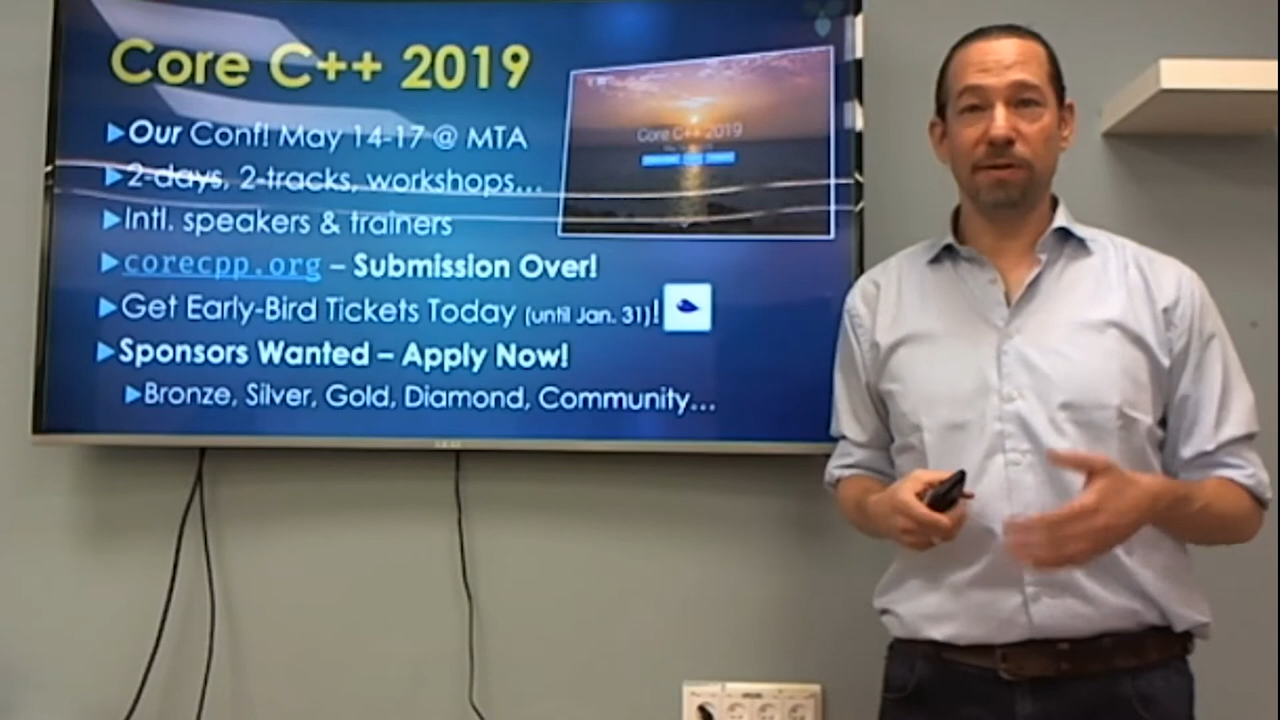 Core C++ 2019
Our Conf! May 14-17 @ MTA
2-days, 2-tracks, workshops...
Intl. speakers & trainers
corecpp.org – Submission Over!
Get Early-Bird Tickets Today (until Jan. 31)!
Sponsors Wanted – Apply Now!
Bronze, Silver, Gold, Diamond, Community...
Core C++ 2019